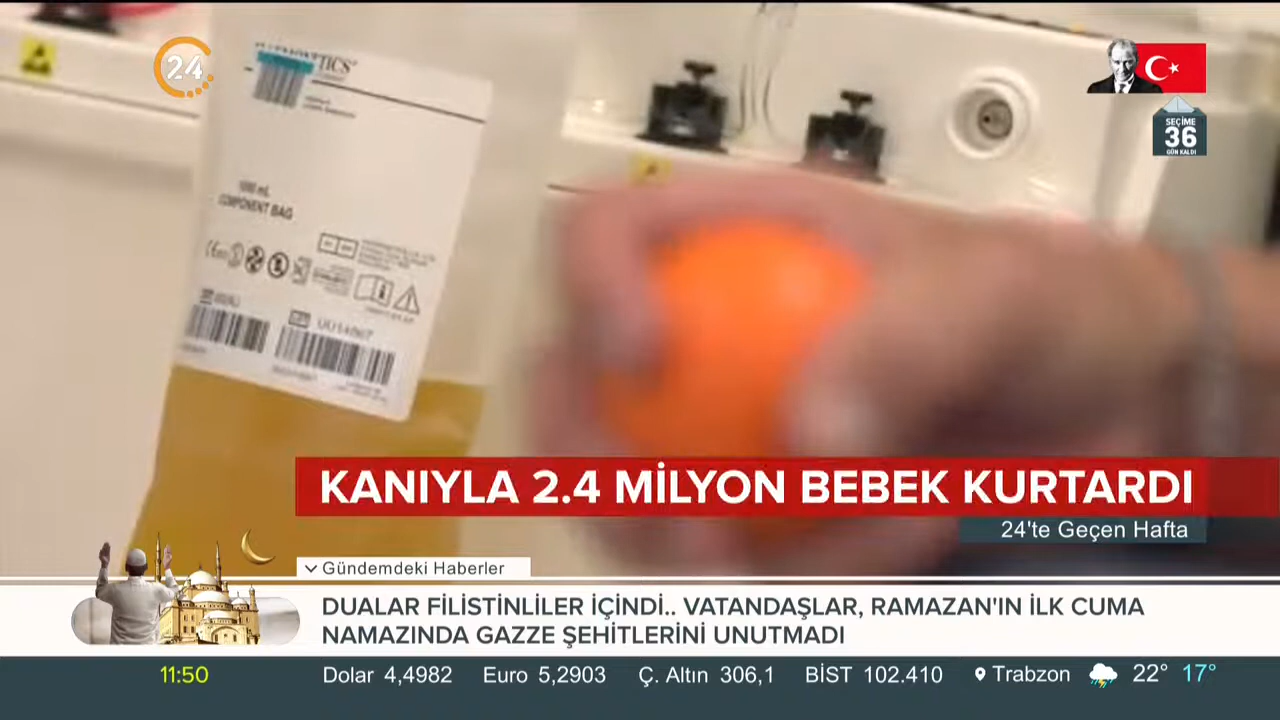 24
SEÇİME
36
GÜN KALDI
COMPONENT BAG
KANIYLA 2.4 MİLYON BEBEK KURTARDI
24'te Geçen Hafta
Gündemdeki Haberler
DUALAR FİLİSTİNLİLER İÇİNDİ.. VATANDAŞLAR, RAMAZAN'IN İLK CUMA
NAMAZINDA GAZZE ŞEHİTLERİNİ UNUTMADI
11:50 Dolar 4,4982 Euro 5,2903 Ç. Altın 306,1 BİST 102.410 Trabzon 22° 17°